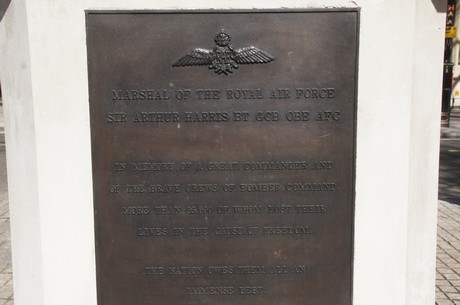 MARSHAL OF THE ROYAL AIR FORCE
SIR ARTHUR HARRIS BT GCB OBE AFC
IN MEMORY OF A GREAT COMMANDER AND
OF THE BRAVE CREWS OF BOMBER COMMAND,
MORE THAN OF WHOM LOST THEIR
LIVES IN THE CAUSE OF FREEDOM.
THE NATION OWES THEM ALL AN
IMMENSE DEBT.